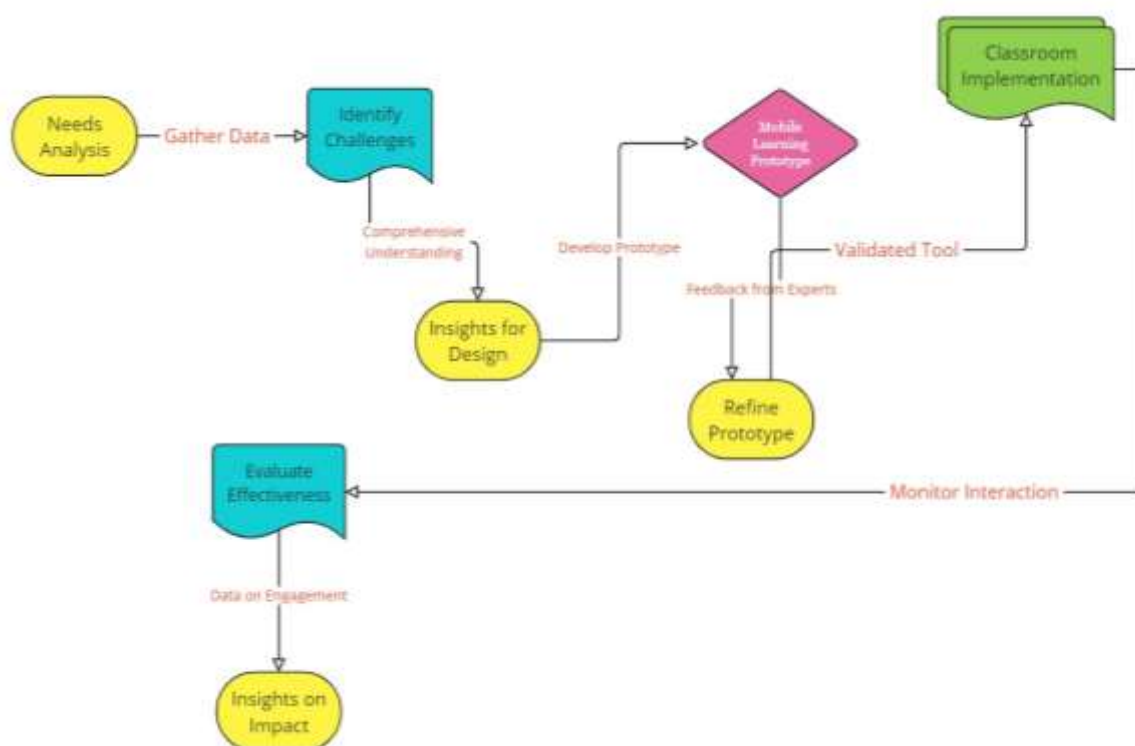 Needs
Analysis
Gather Data
Identify
Challenges
Comprehensive
Understanding
Insights for
Design
Develop Prototype
Mobile
Learning
Prototype
Feedback from Experts
Refine
Prototype
Validated Tool
Classroom
Implementation
Monitor Interaction
Evaluate
Effectiveness
Data on Engagement
Insights on
Impact